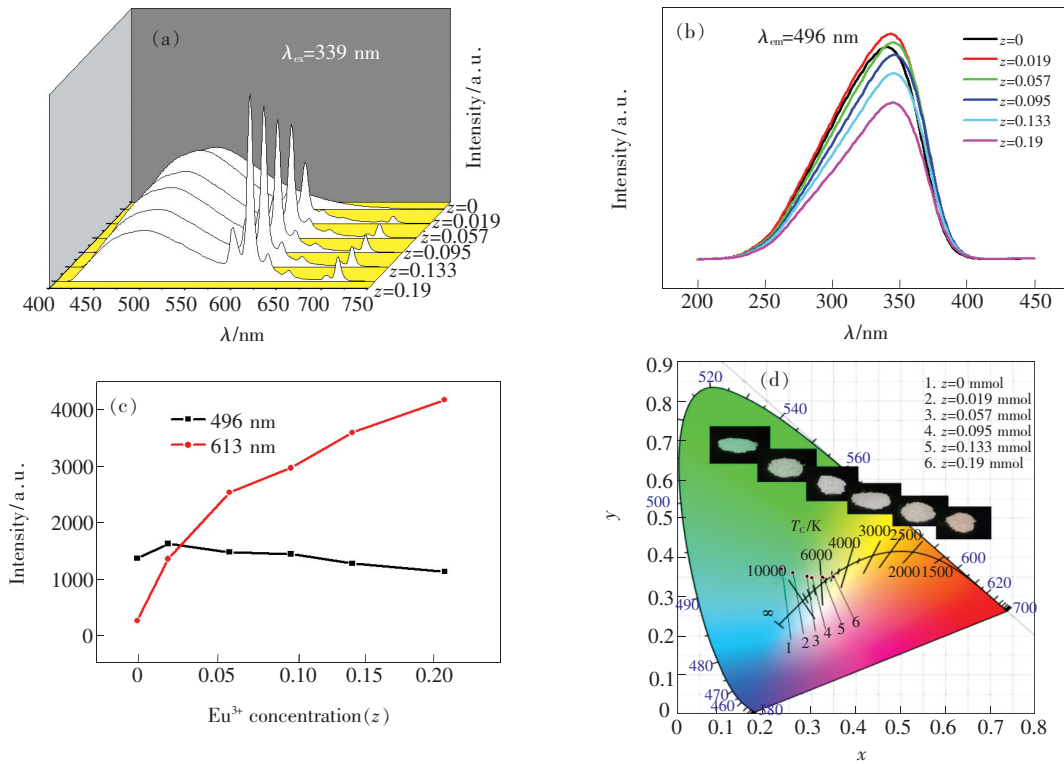 (a)
λex=339 nm
Intensity/a.u.
z=0
z=0.019
z=0.057
z=0.095
z=0.133
z=0.19
400 450 500 550 600 650 700 750
λ/nm
(b)
λem=496 nm
z=0
z=0.019
z=0.057
z=0.095
z=0.133
z=0.19
Intensity/a.u.
200 250 300 350 400 450
λ/nm
(c)
496 nm
613 nm
Intensity/a.u.
4000
3000
2000
1000
0
0 0.05 0.10 0.15 0.20
Eu³⁺ concentration(z)
(d)
1. z=0 mmol
2. z=0.019 mmol
3. z=0.057 mmol
4. z=0.095 mmol
5. z=0.133 mmol
6. z=0.19 mmol
y
0.9
0.8
0.7
0.6
0.5
0.4
0.3
0.2
0.1
0
520
540
560
500
600
620
700
490
480
470
460
380
TC/K
10000
6000
4000
3000
2500
2000
1500
∞
1 2 3 4 5 6
0 0.1 0.2 0.3 0.4 0.5 0.6 0.7 0.8
x